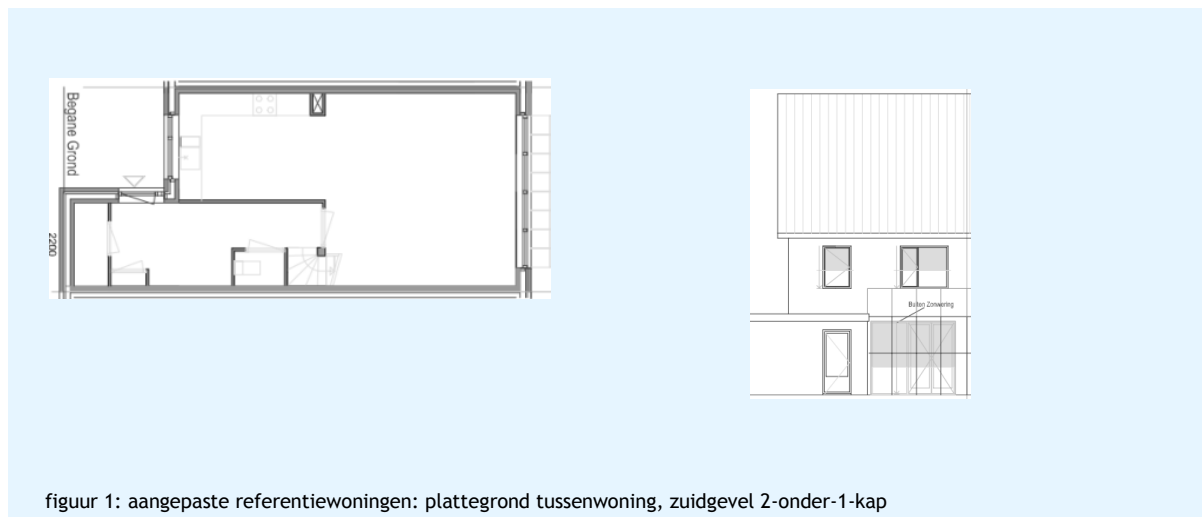 Begane Grond
2200
Buiten Zonwering
figuur 1: aangepaste referentiewoningen: plattegrond tussenwoning, zuidgevel 2-onder-1-kap